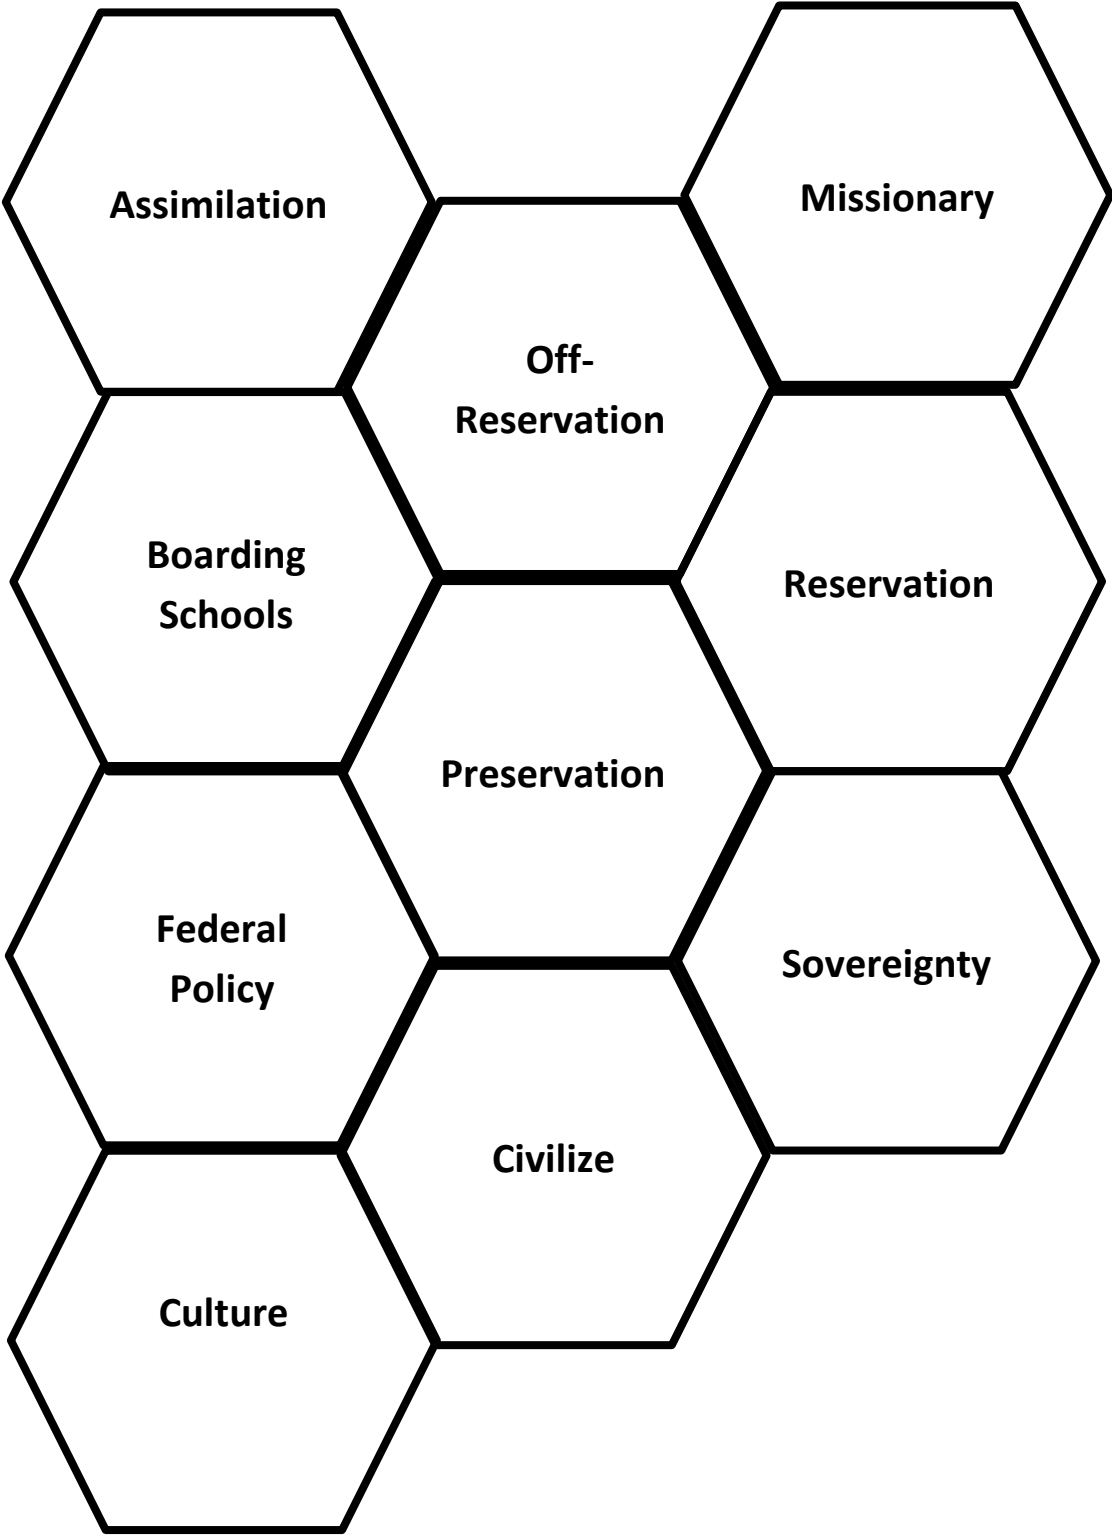 Assimilation
Missionary
Off-
Reservation
Boarding
Schools
Reservation
Preservation
Federal
Policy
Sovereignty
Civilize
Culture